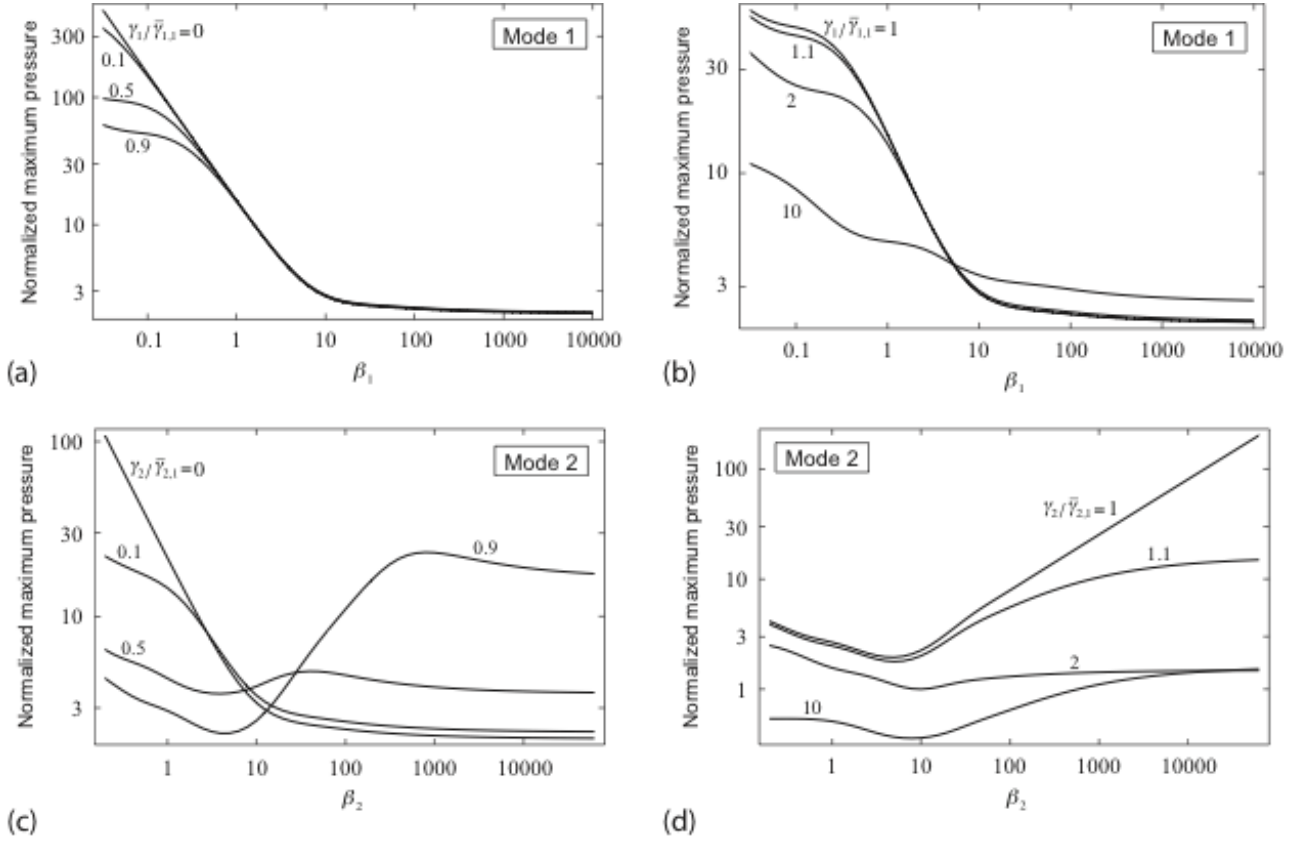 Normalized maximum pressure
300
100
30
10
3
γ₁/γ̄₁,₁=0
0.1
0.5
0.9
Mode 1
0.1 1 10 100 1000 10000
β₁
(a)
Normalized maximum pressure
30
10
3
γ₁/γ̄₁,₁=1
1.1
2
10
Mode 1
0.1 1 10 100 1000 10000
β₁
(b)
Normalized maximum pressure
100
30
10
3
γ₂/γ̄₂,₁=0
0.1
0.5
0.9
Mode 2
1 10 100 1000 10000
β₂
(c)
Normalized maximum pressure
100
30
10
3
1
Mode 2
γ₂/γ̄₂,₁=1
1.1
2
10
1 10 100 1000 10000
β₂
(d)